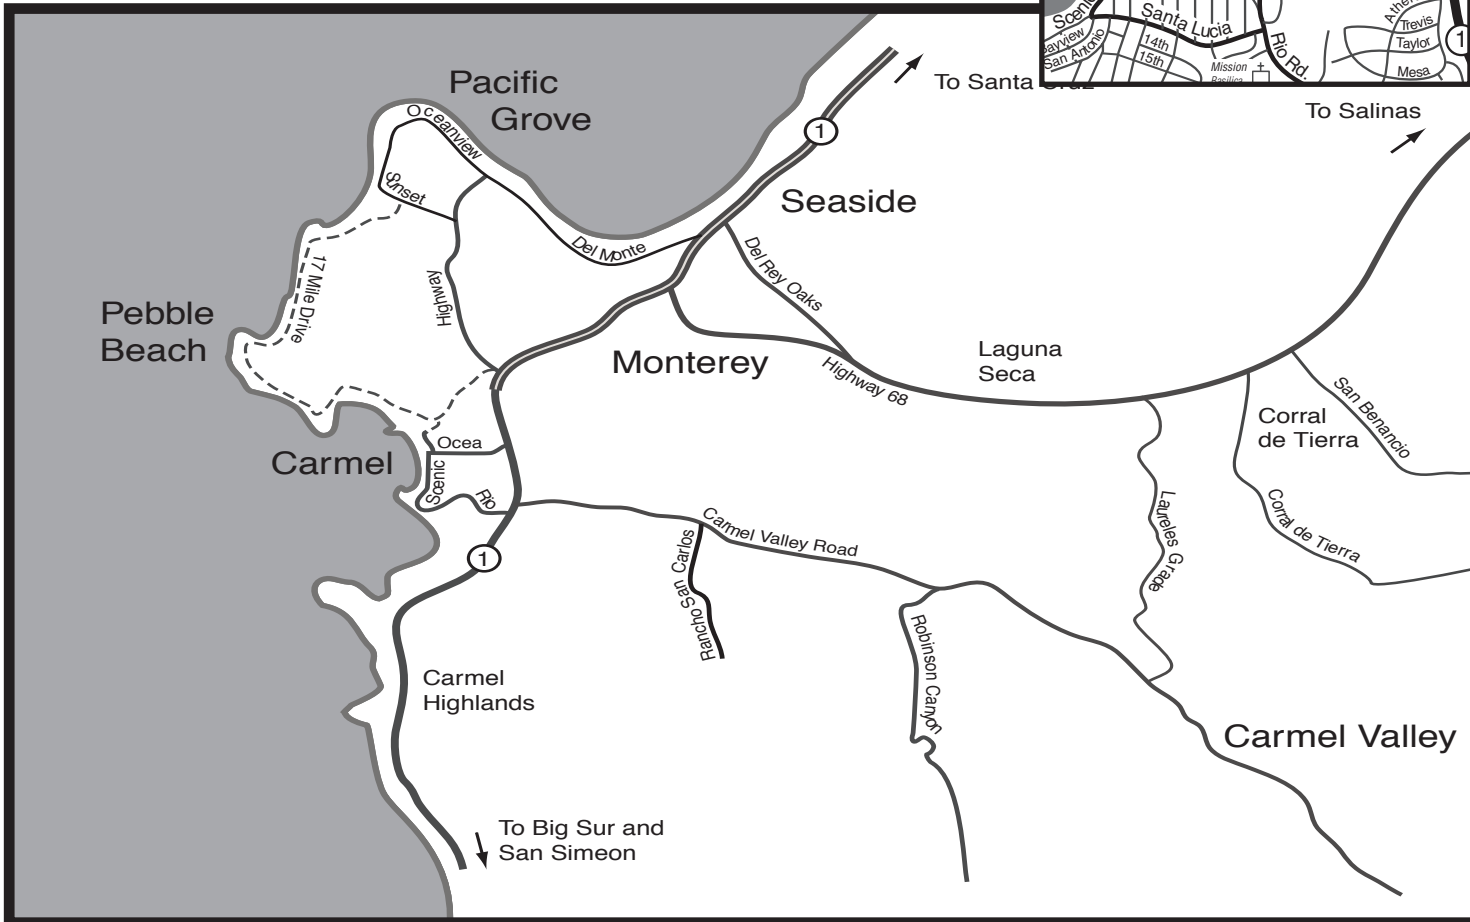 Scenic
Santa Lucia
Bayview
San Antonio
14th
15th
Mission
Basilica
Rio Rd.
Trevis
Taylor
Mesa
1
Pacific
Grove
To Santa Cruz
To Salinas
Oceanview
1
Sunset
Seaside
Del Monte
Del Rey Oaks
17 Mile Drive
Highway
Pebble
Beach
Monterey
Laguna
Seca
Highway 68
San Benancio
Corral
de Tierra
Ocea
Carmel
Scenic
Rio
Carmel Valley Road
Laureles Grade
Corral de Tierra
1
Rancho San Carlos
Robinson Canyon
Carmel
Highlands
Carmel Valley
To Big Sur and
San Simeon